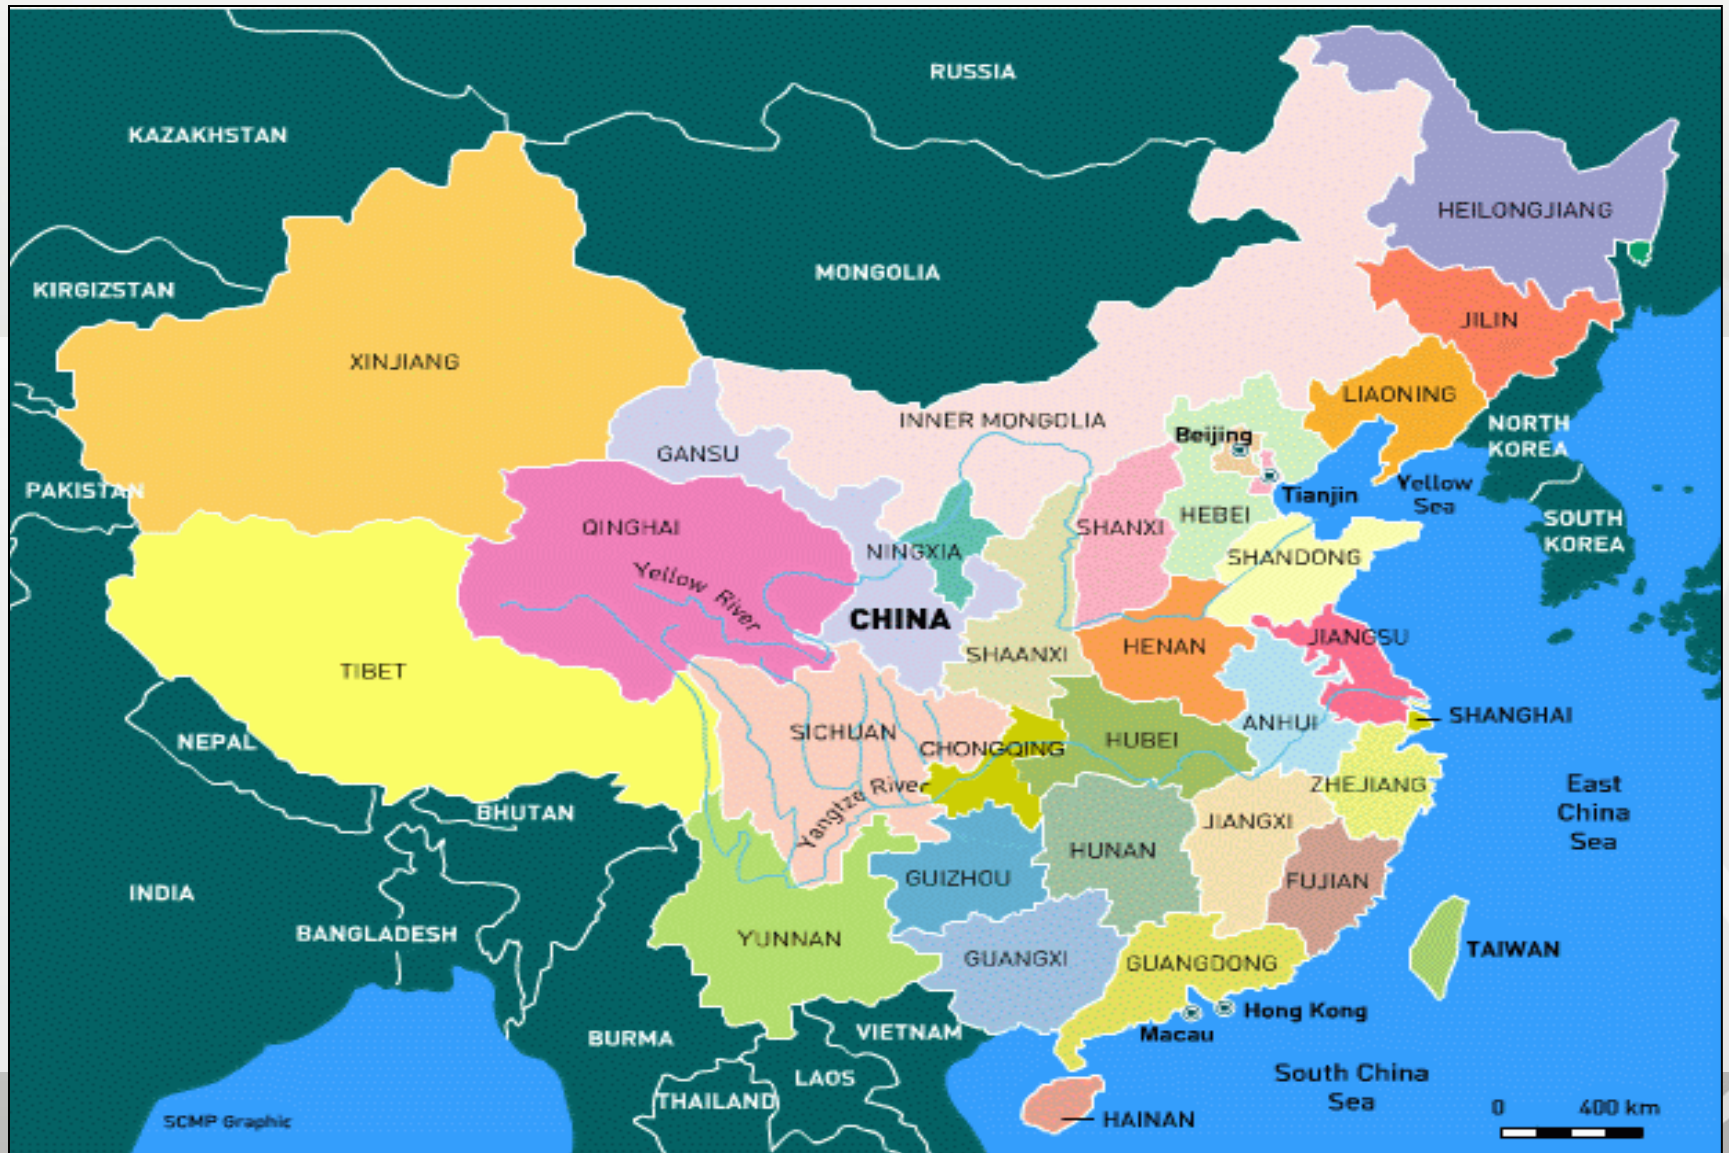 RUSSIA
KAZAKHSTAN
HEILONGJIANG
MONGOLIA
KIRGIZSTAN
JILIN
XINJIANG
LIAONING
INNER MONGOLIA
NORTH
KOREA
Beijing
GANSU
PAKISTAN
Tianjin
Yellow
Sea
HEBEI
SHANXI
QINGHAI
SOUTH
KOREA
NINGXIA
SHANDONG
Yellow River
CHINA
JIANGSU
HENAN
SHAANXI
TIBET
SHANGHAI
ANHUI
SICHUAN
NEPAL
HUBEI
CHONGQING
ZHEJIANG
East
China
Sea
Yangtze River
BHUTAN
JIANGXI
HUNAN
GUIZHOU
FUJIAN
INDIA
BANGLADESH
YUNNAN
TAIWAN
GUANGXI
GUANGDONG
Hong Kong
Macau
VIETNAM
BURMA
LAOS
South China
Sea
THAILAND
0 400 km
HAINAN
SCMP Graphic